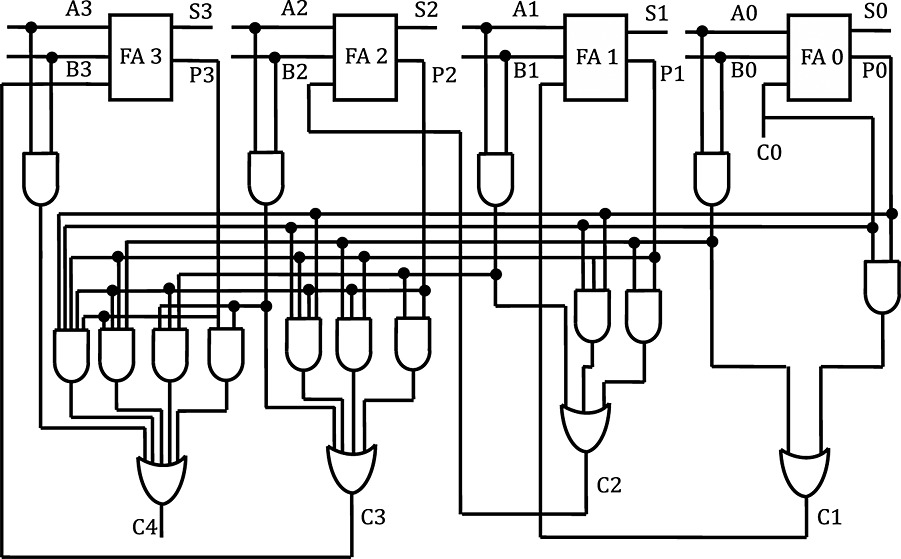 A3 S3 A2 S2 A1 S1 A0 S0
FA 3 FA 2 FA 1 FA 0
B3 P3 B2 P2 B1 P1 B0 P0
C0
C2
C4 C3 C1